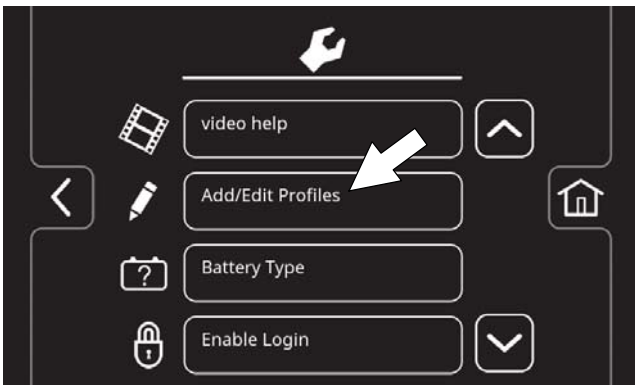 video help
Add/Edit Profiles
?
Battery Type
Enable Login